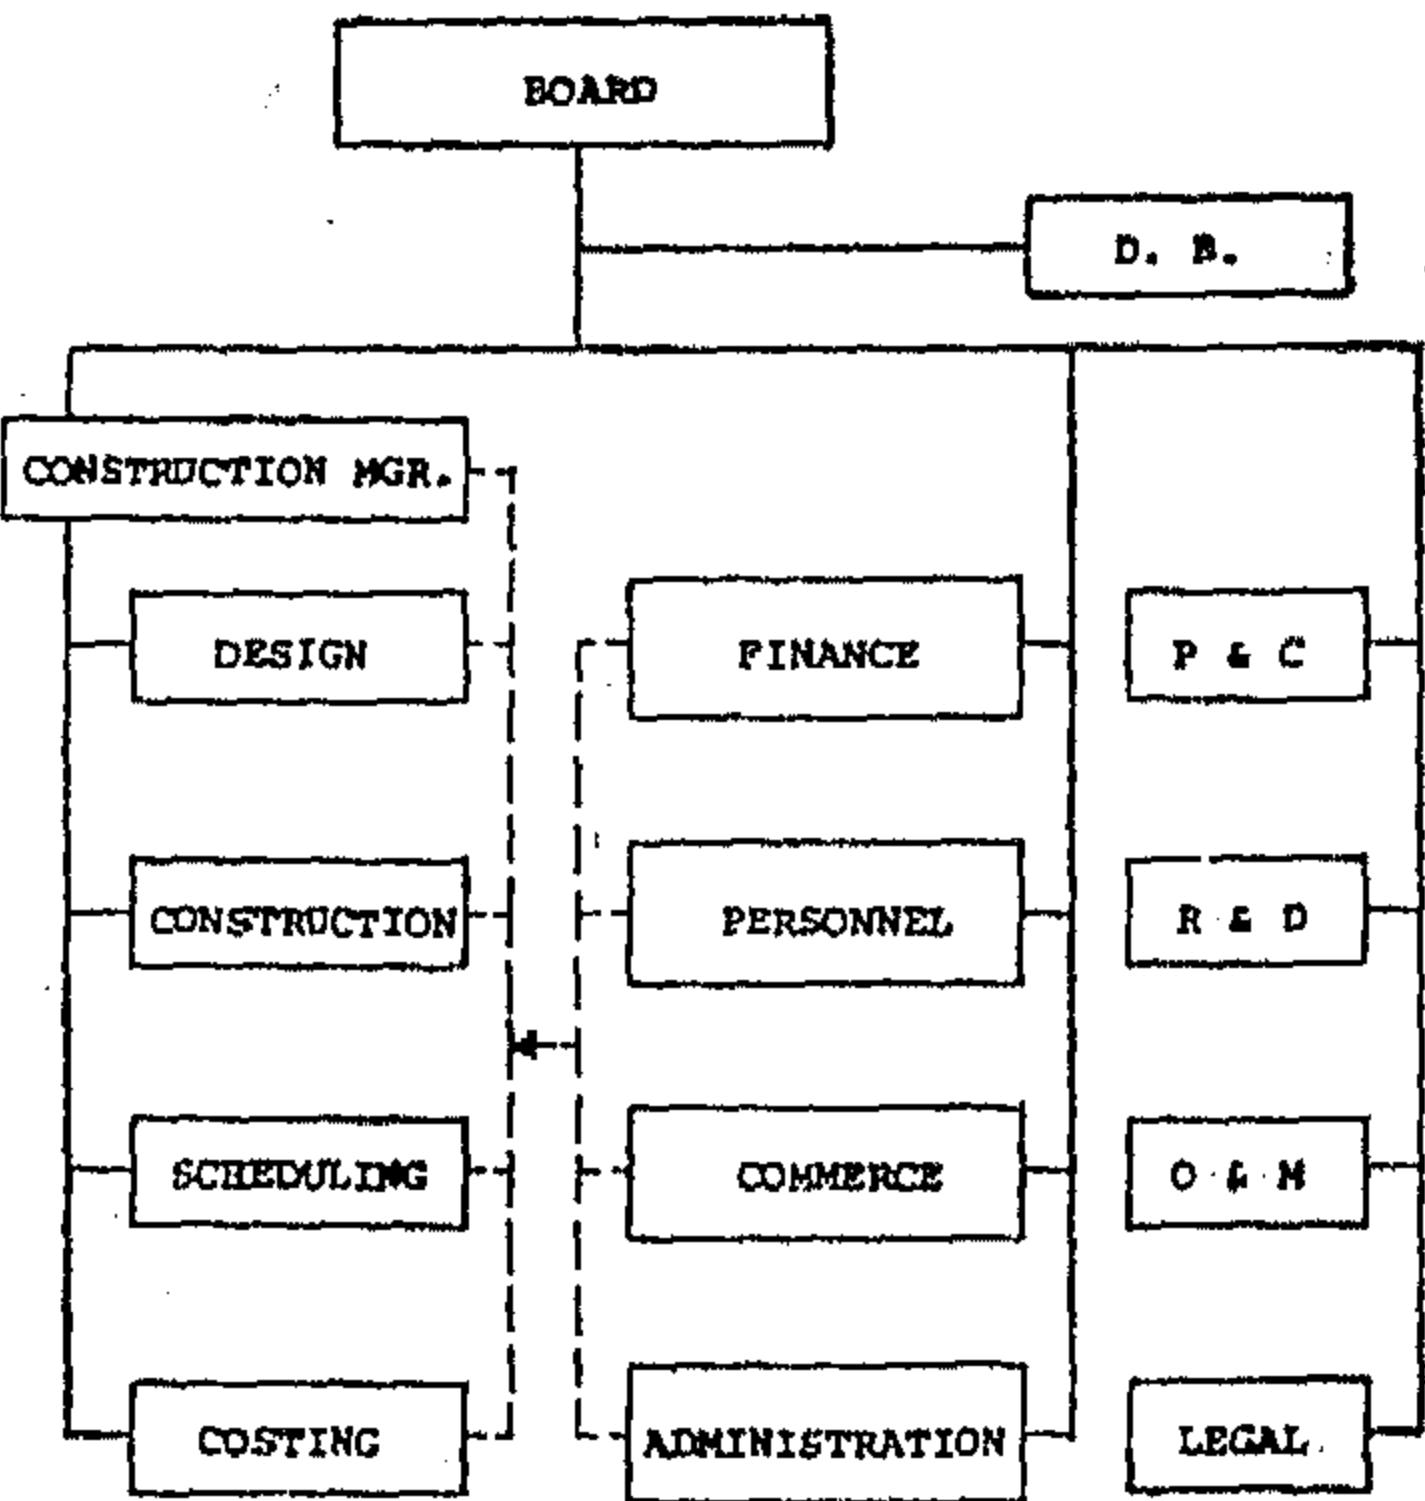 BOARD
D. B.
CONSTRUCTION MGR.
DESIGN
FINANCE
P & C
CONSTRUCTION
PERSONNEL
R & D
SCHEDULING
COMMERCE
O & M
COSTING
ADMINISTRATION
LEGAL